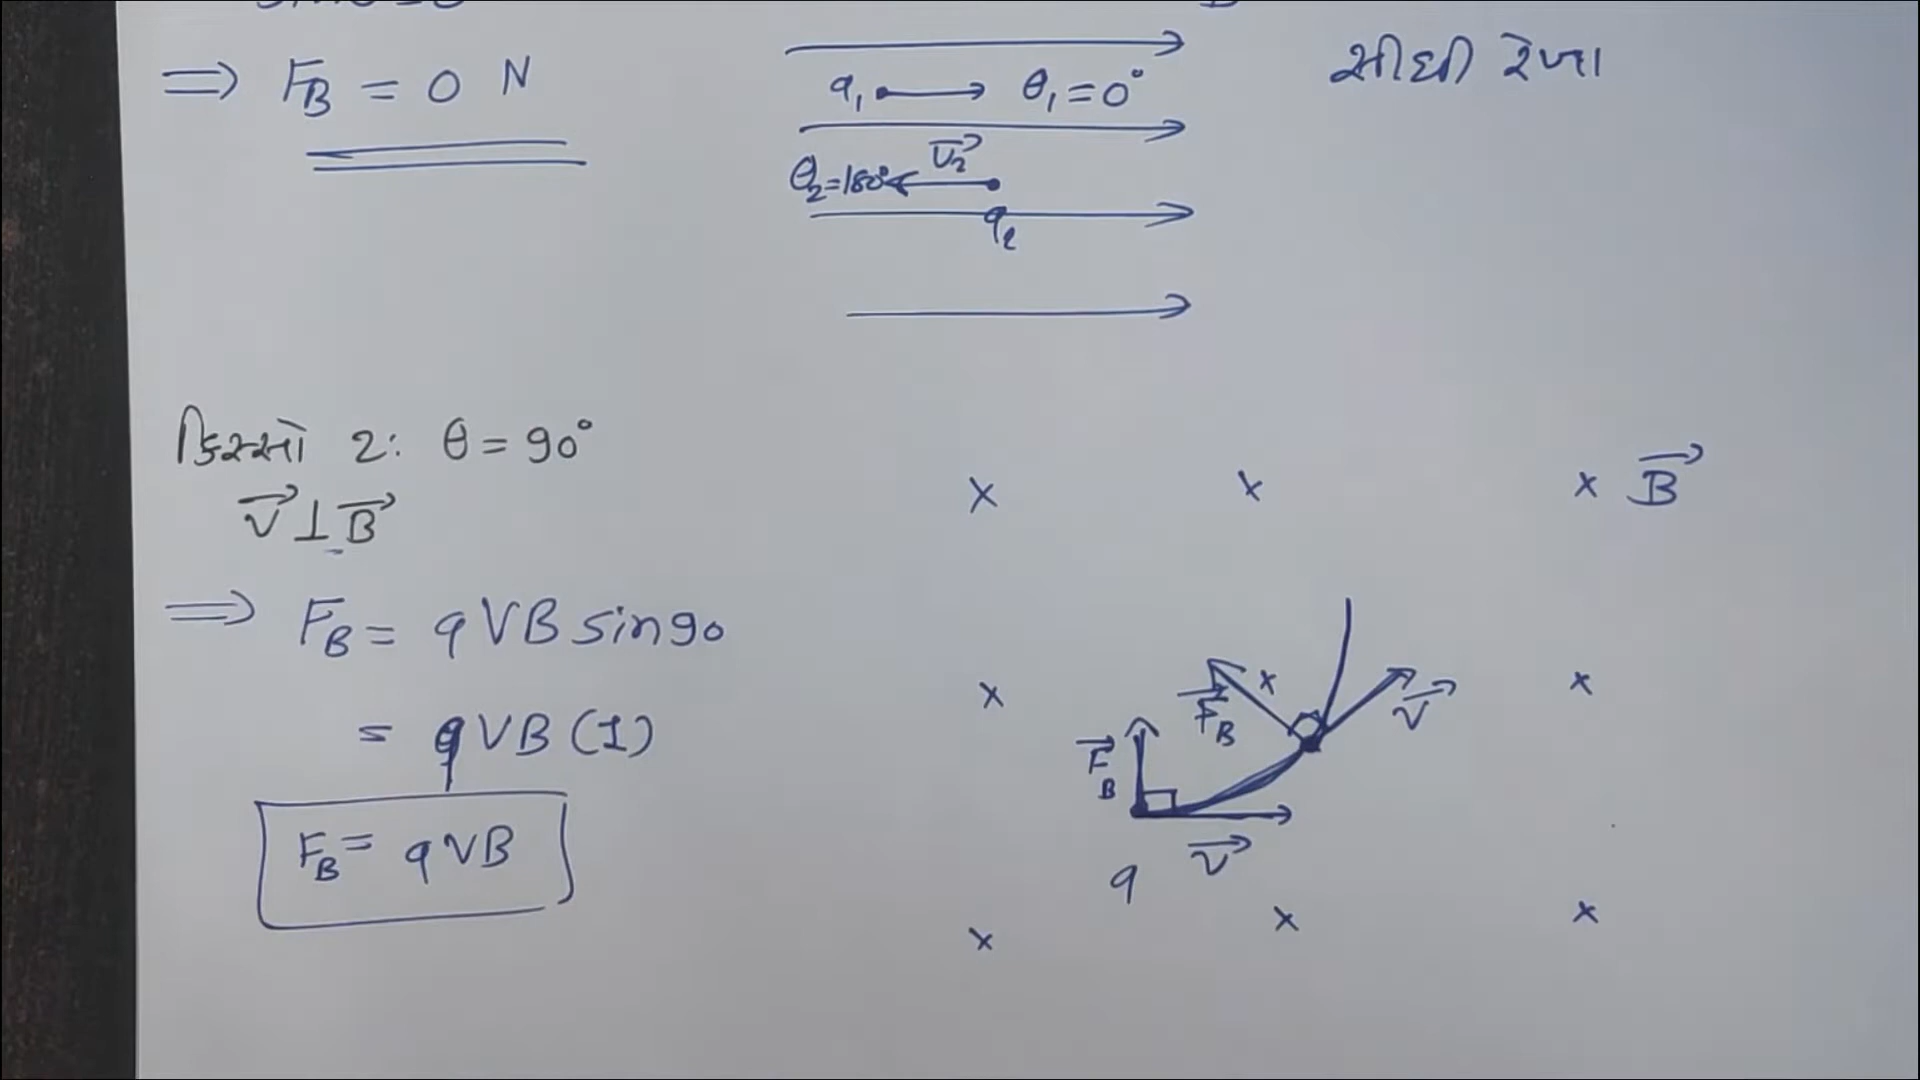 ⇒ F_B = 0 N
q₁ θ₁ = 0°
θ₂ = 180° v⃗₂
q₂
સીધી રેખા
કિસ્સો 2: θ = 90°
v⃗ ⊥ B⃗
⇒ F_B = qVB sin90
= qVB (1)
F_B = qVB
x x x B⃗
x x x
F⃗_B v⃗
F⃗_B
q v⃗
x x x